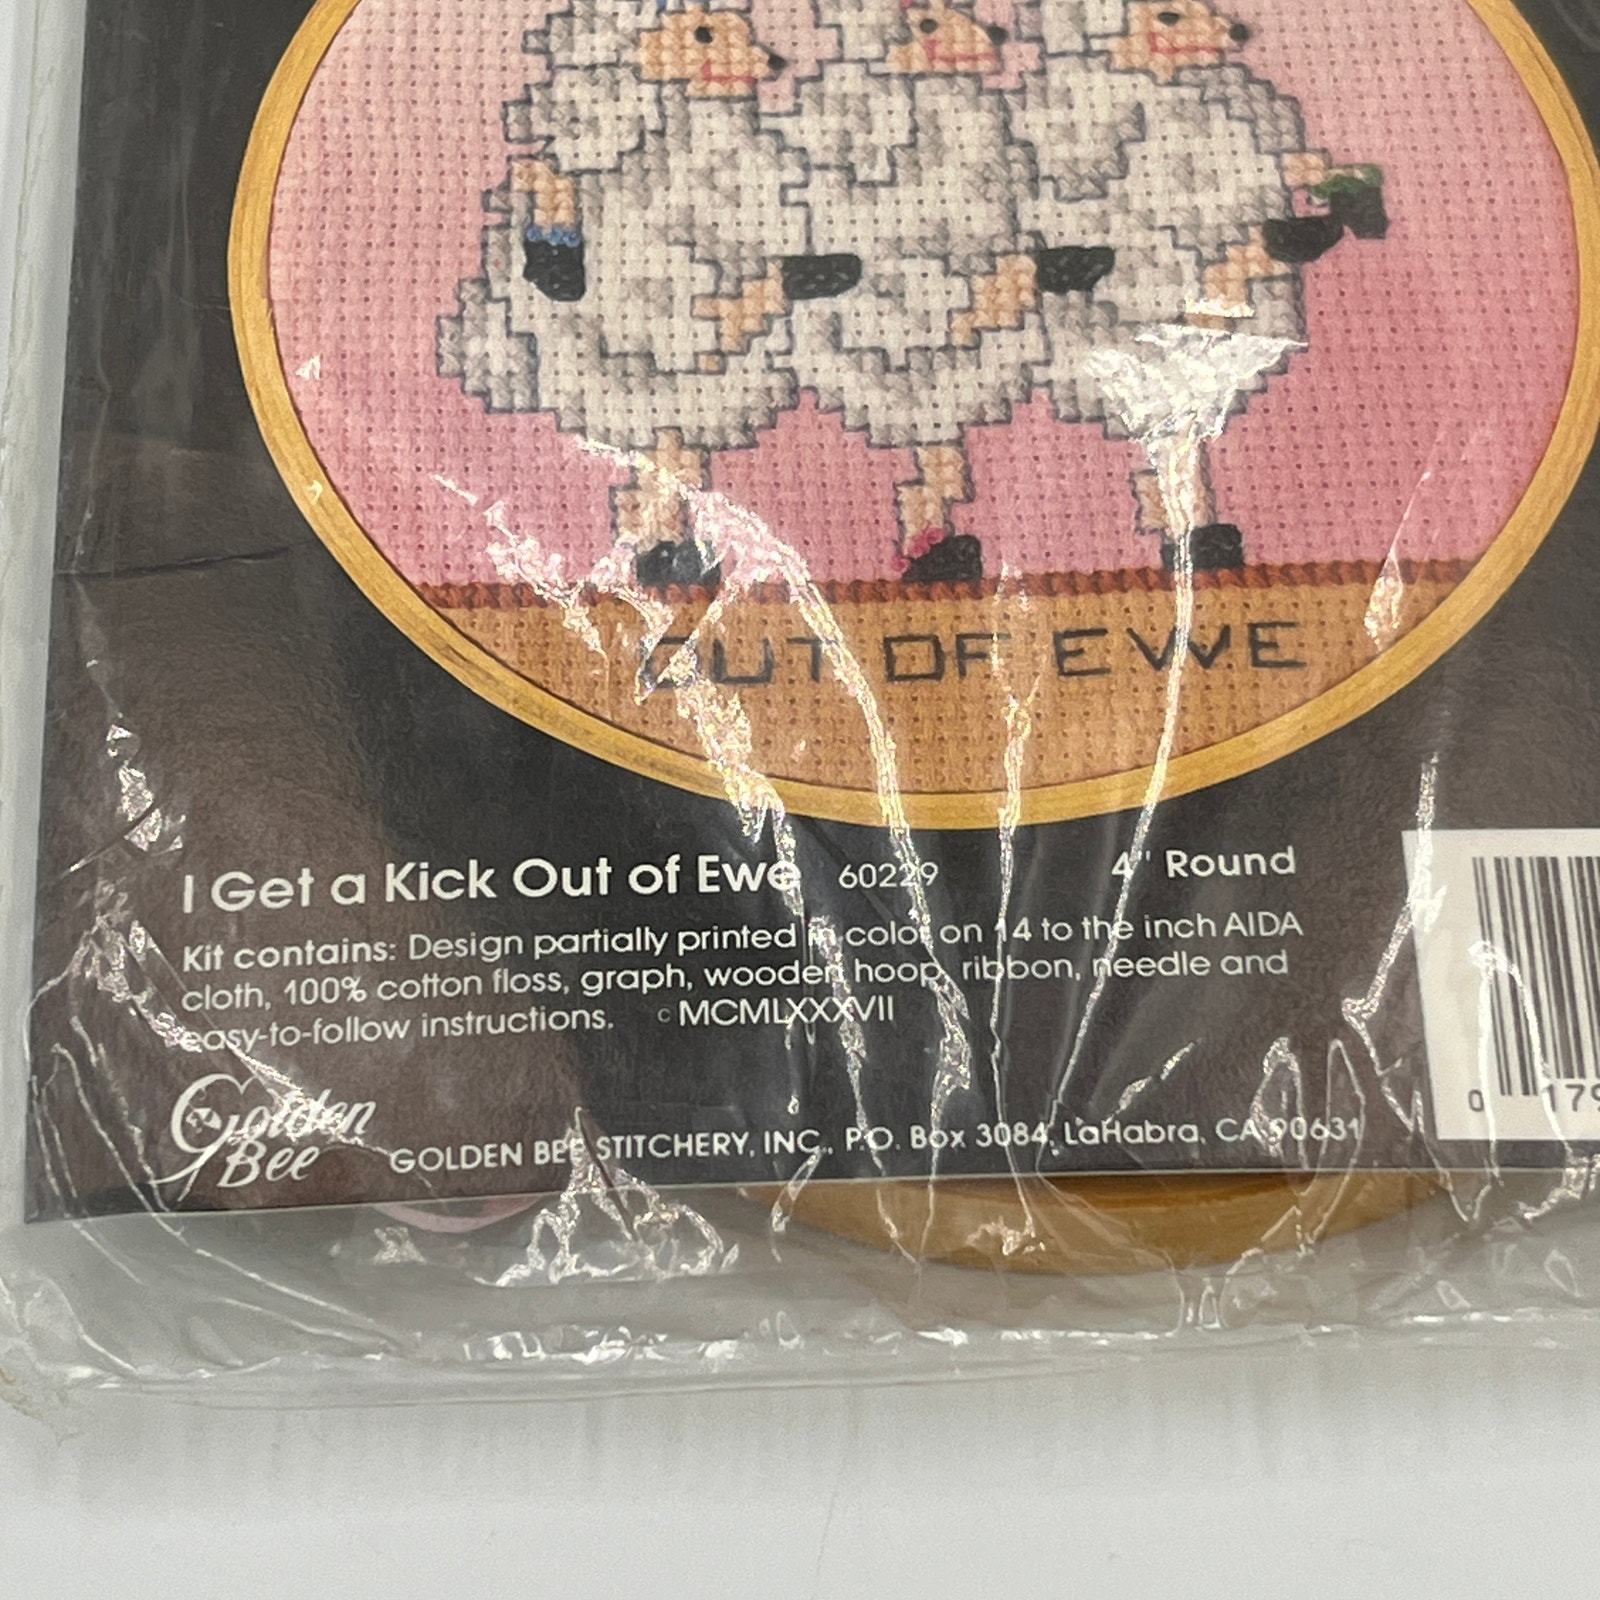 OUT OF EWE
I Get a Kick Out of Ewe 60229 4" Round
Kit contains: Design partially printed in color on 14 to the inch AIDA
cloth, 100% cotton floss, graph, wooden hoop, ribbon, needle and
easy-to-follow instructions. © MCMLXXXVII
Golden
Bee
GOLDEN BEE STITCHERY, INC., P.O. Box 3084, LaHabra, CA 90631
0 179